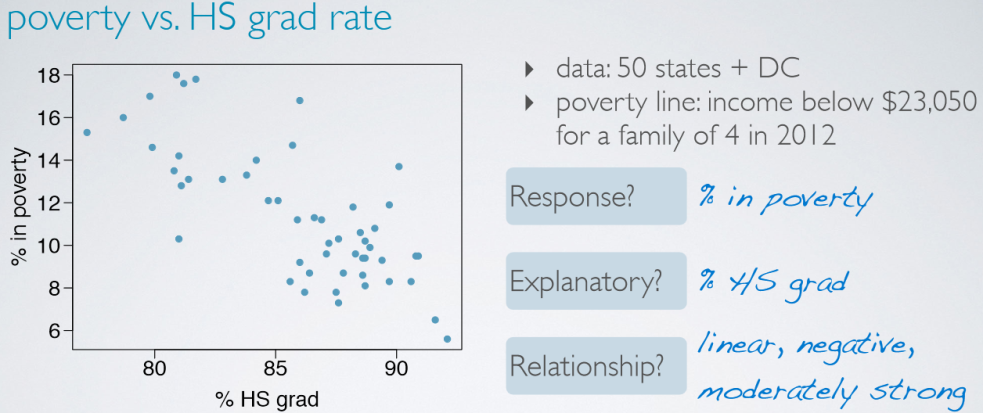 poverty vs. HS grad rate
18
16
14
12
10
8
6
% in poverty
80 85 90
% HS grad
data: 50 states + DC
poverty line: income below $23,050
for a family of 4 in 2012
Response? % in poverty
Explanatory? % HS grad
Relationship? linear, negative,
moderately strong